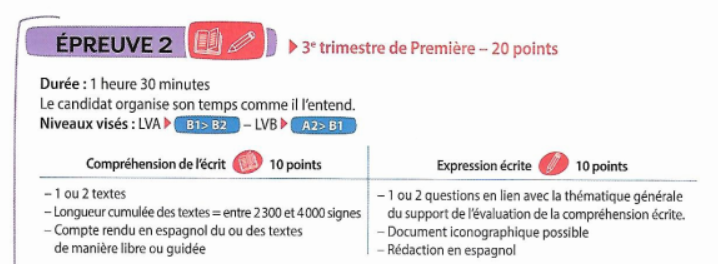 ÉPREUVE 2
3e trimestre de Première – 20 points
Durée : 1 heure 30 minutes
Le candidat organise son temps comme il l'entend.
Niveaux visés : LVA B1> B2 – LVB A2> B1
Compréhension de l'écrit 10 points
– 1 ou 2 textes
– Longueur cumulée des textes = entre 2 300 et 4 000 signes
– Compte rendu en espagnol du ou des textes
de manière libre ou guidée
Expression écrite 10 points
– 1 ou 2 questions en lien avec la thématique générale
du support de l'évaluation de la compréhension écrite.
– Document iconographique possible
– Rédaction en espagnol